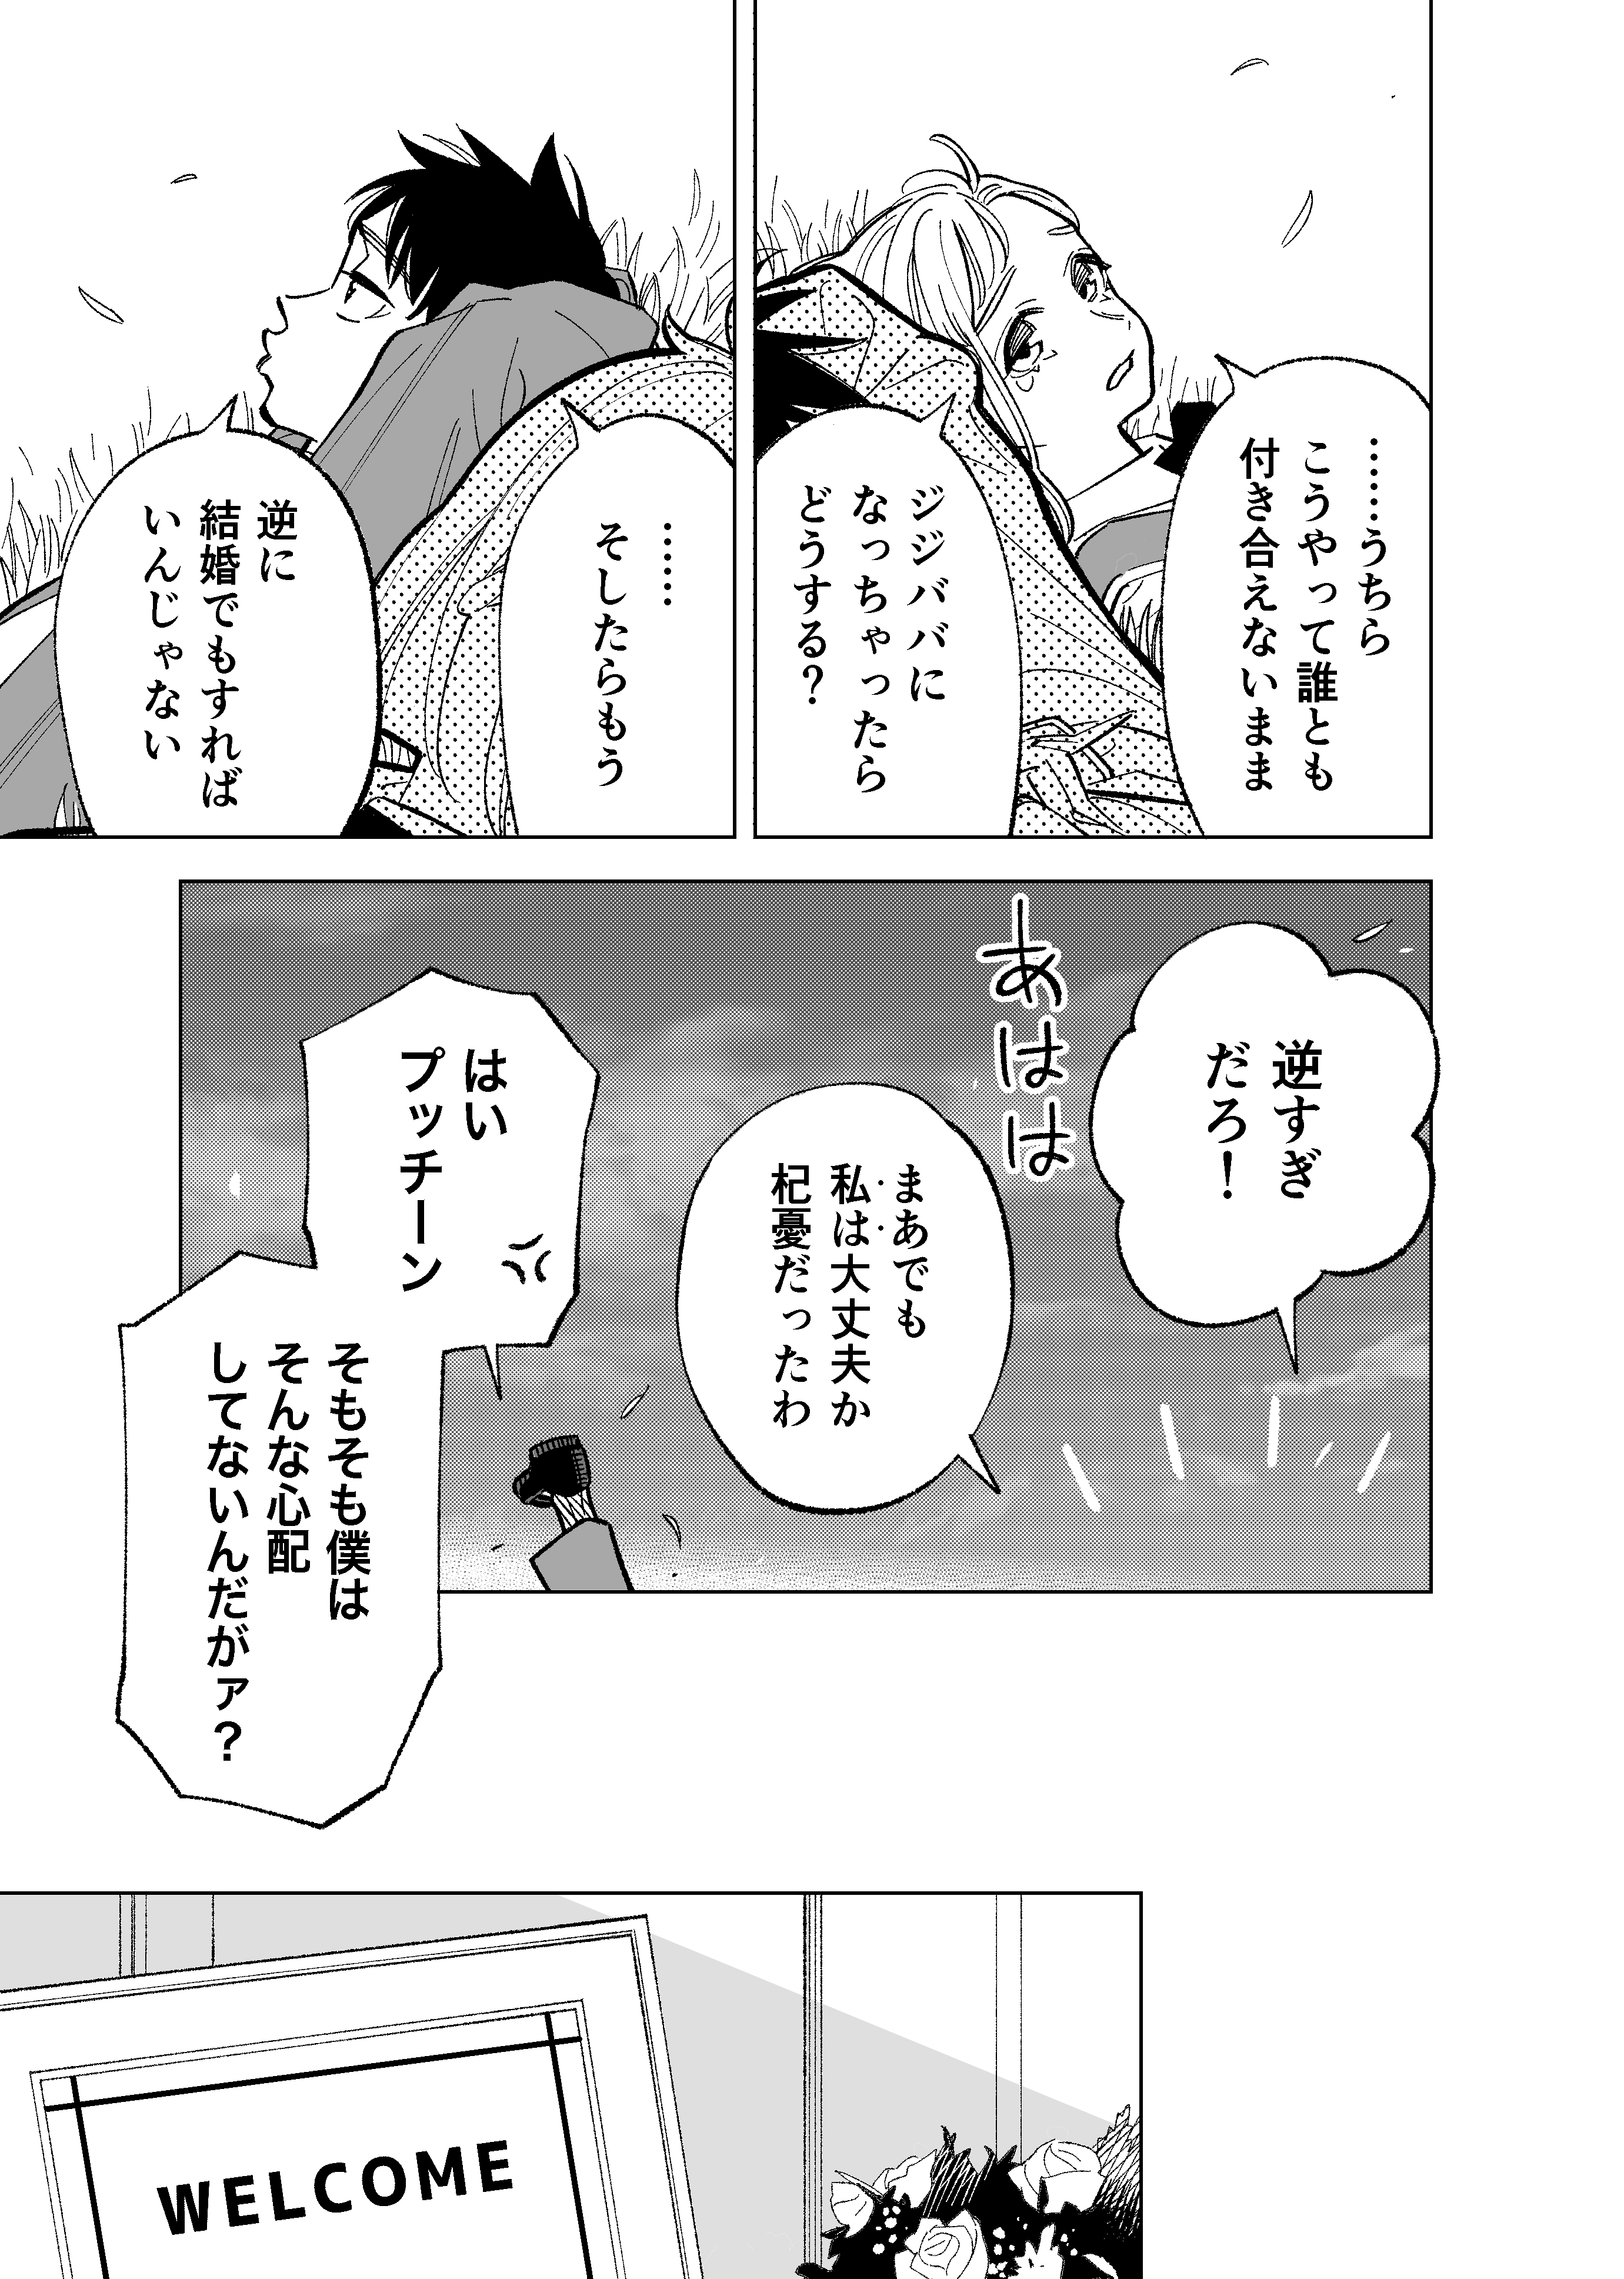 ……うちら
こうやって誰とも
付き合えないまま
ジジババに
なっちゃったら
どうする?
……
そしたらもう
逆に
結婚でもすれば
いんじゃない
逆すぎ
だろ!
あはは
まあでも
私は大丈夫か
杞憂だったわ
はい
プッチーン
そもそも僕は
そんな心配
してないんだがァ?
WELCOME